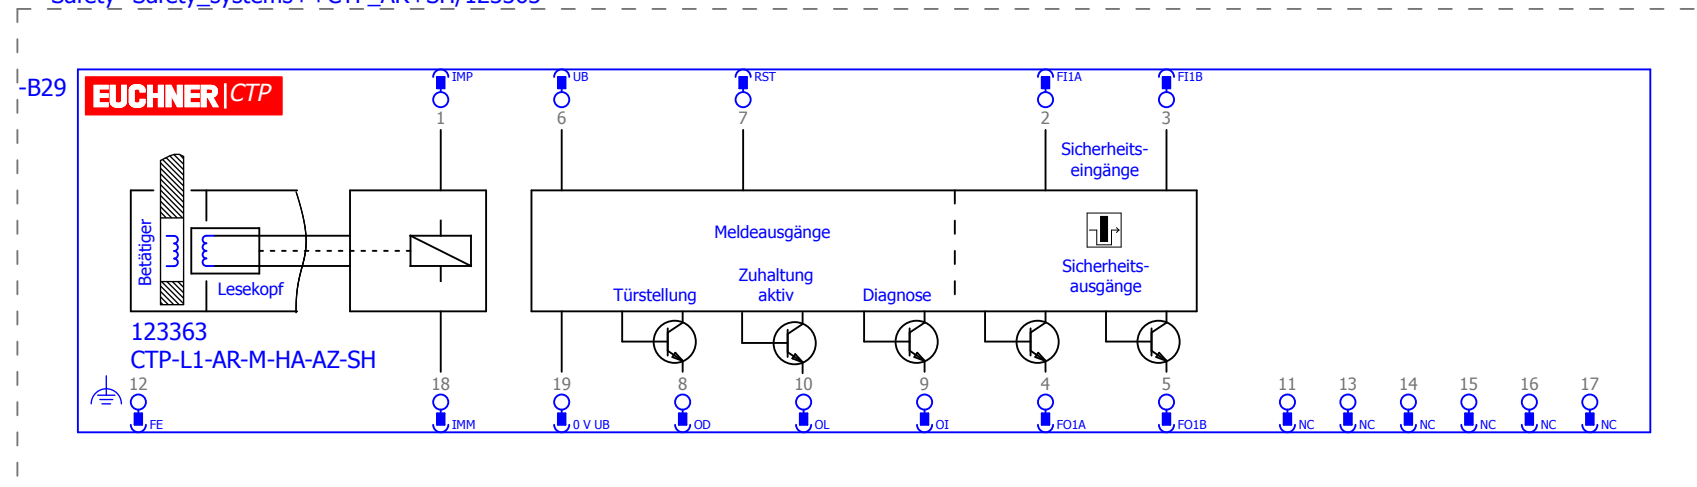 -B29
EUCHNER CTP
IMP
UB
RST
FI1A
FI1B
1
6
7
2
3
Sicherheits-
eingänge
Betätiger
Lesekopf
Meldeausgänge
Türstellung
Zuhaltung
aktiv
Diagnose
Sicherheits-
ausgänge
123363
CTP-L1-AR-M-HA-AZ-SH
12
18
19
8
10
9
4
5
11
13
14
15
16
17
FE
IMM
0 V UB
OD
OL
OI
FO1A
FO1B
NC
NC
NC
NC
NC
NC